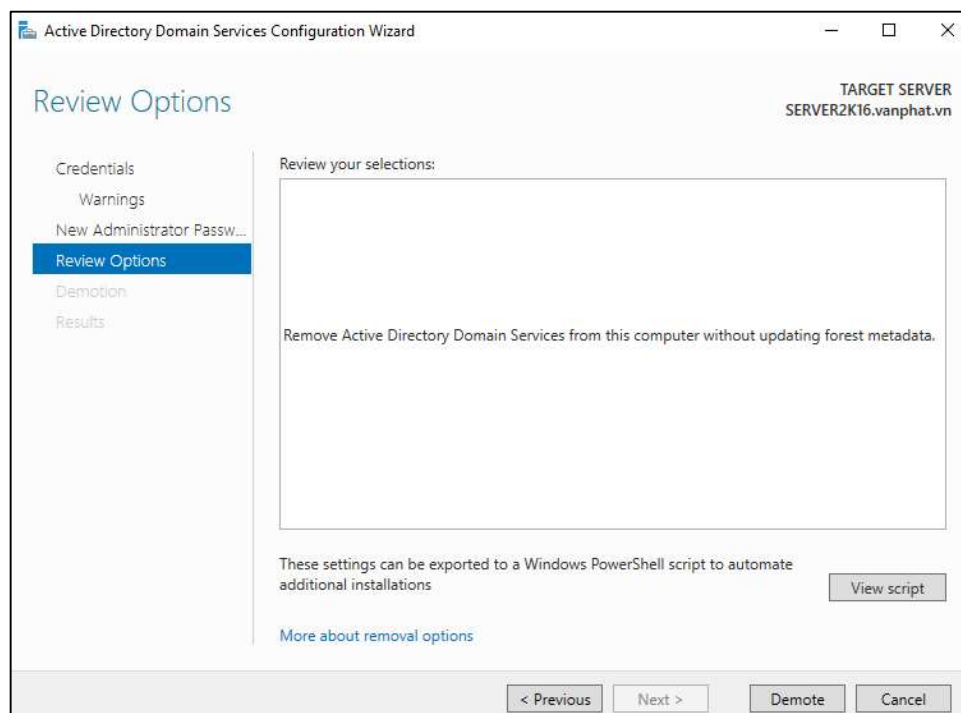 Active Directory Domain Services Configuration Wizard
Review Options
TARGET SERVER
SERVER2K16.vanphat.vn
Credentials
Warnings
New Administrator Passw...
Review Options
Demotion
Results
Review your selections:
Remove Active Directory Domain Services from this computer without updating forest metadata.
These settings can be exported to a Windows PowerShell script to automate
additional installations
View script
More about removal options
< Previous
Next >
Demote
Cancel